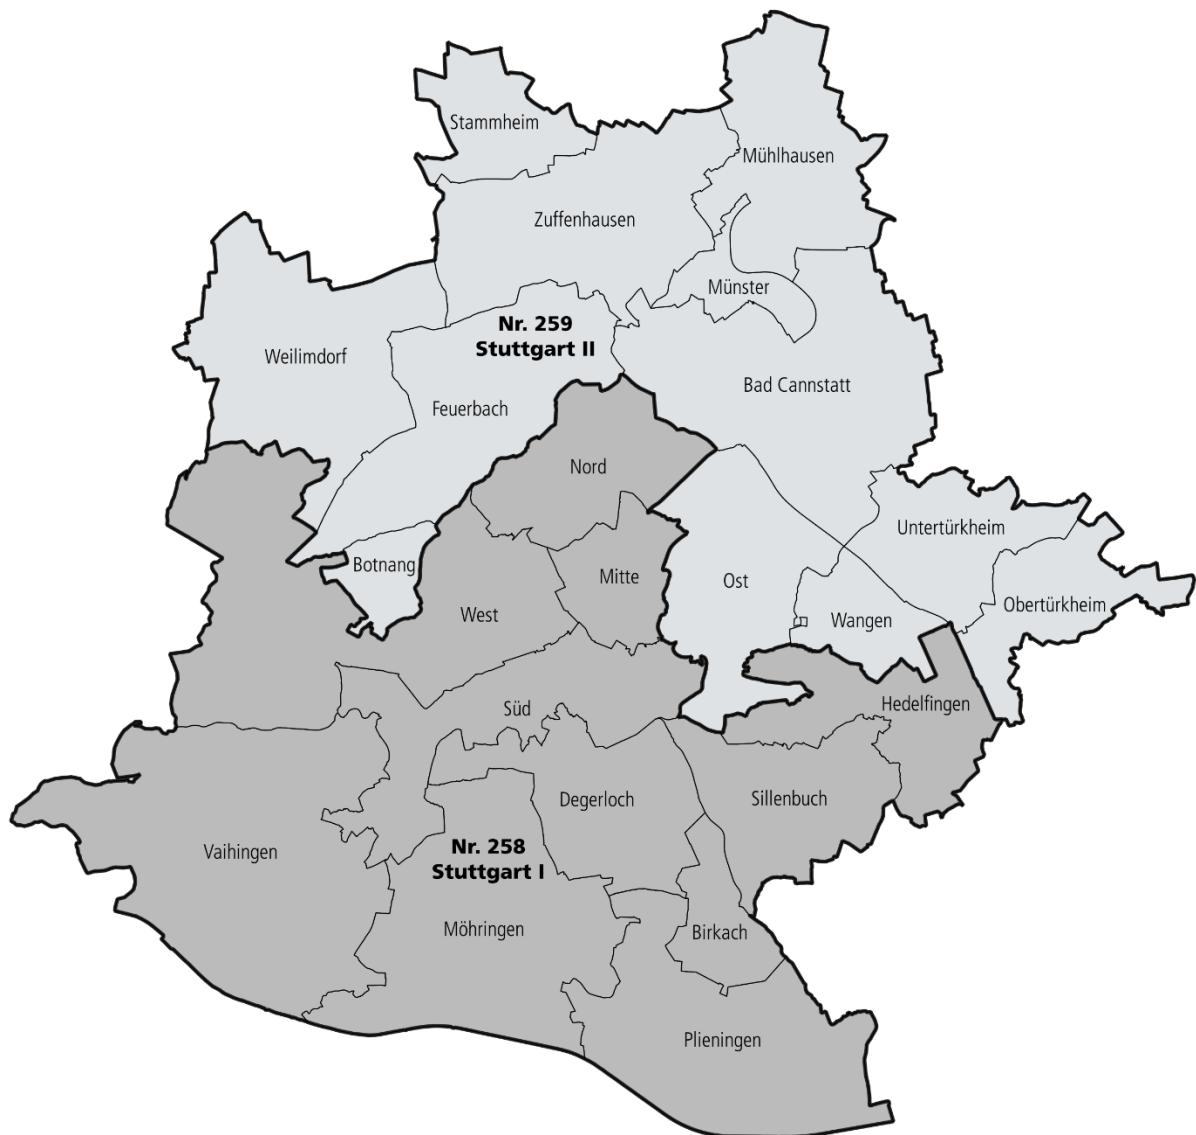 Stammheim
Mühlhausen
Zuffenhausen
Münster
Nr. 259
Stuttgart II
Weilimdorf
Bad Cannstatt
Feuerbach
Nord
Untertürkheim
Botnang
Mitte
Ost
Obertürkheim
West
Wangen
Hedelfingen
Süd
Degerloch
Sillenbuch
Nr. 258
Stuttgart I
Vaihingen
Möhringen
Birkach
Plieningen